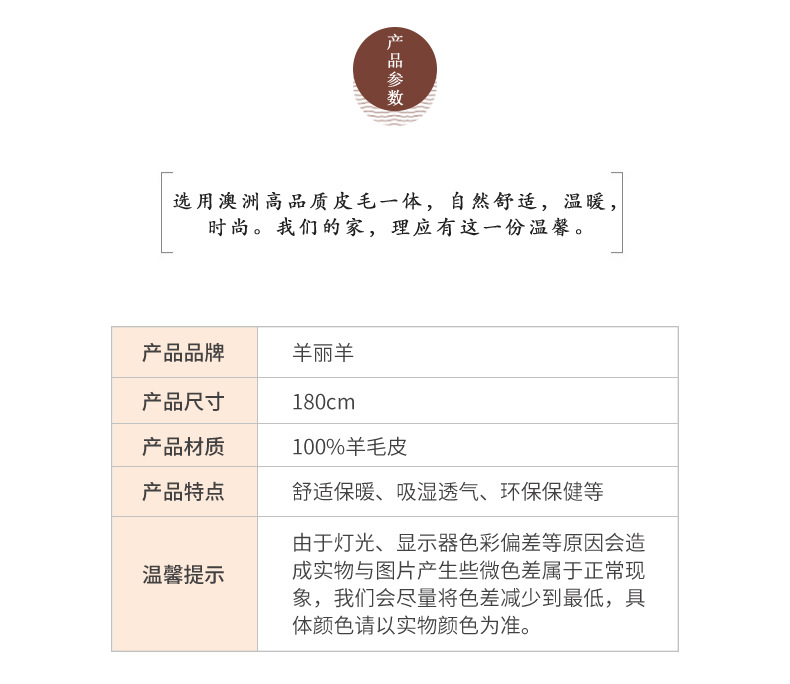 产品参数
选用澳洲高品质皮毛一体，自然舒适，温暖，
时尚。我们的家，理应有这一份温馨。
产品品牌 羊丽羊
产品尺寸 180cm
产品材质 100%羊毛皮
产品特点 舒适保暖、吸湿透气、环保保健等
温馨提示
由于灯光、显示器色彩偏差等原因会造
成实物与图片产生些微色差属于正常现
象，我们会尽量将色差减少到最低，具
体颜色请以实物颜色为准。